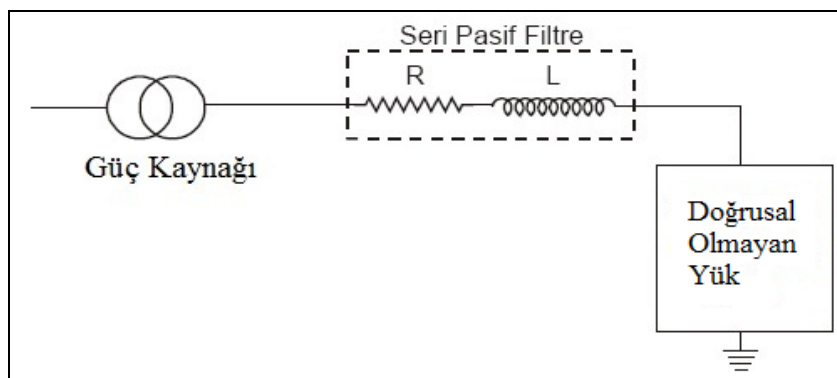 Seri Pasif Filtre
R
L
Güç Kaynağı
Doğrusal
Olmayan
Yük